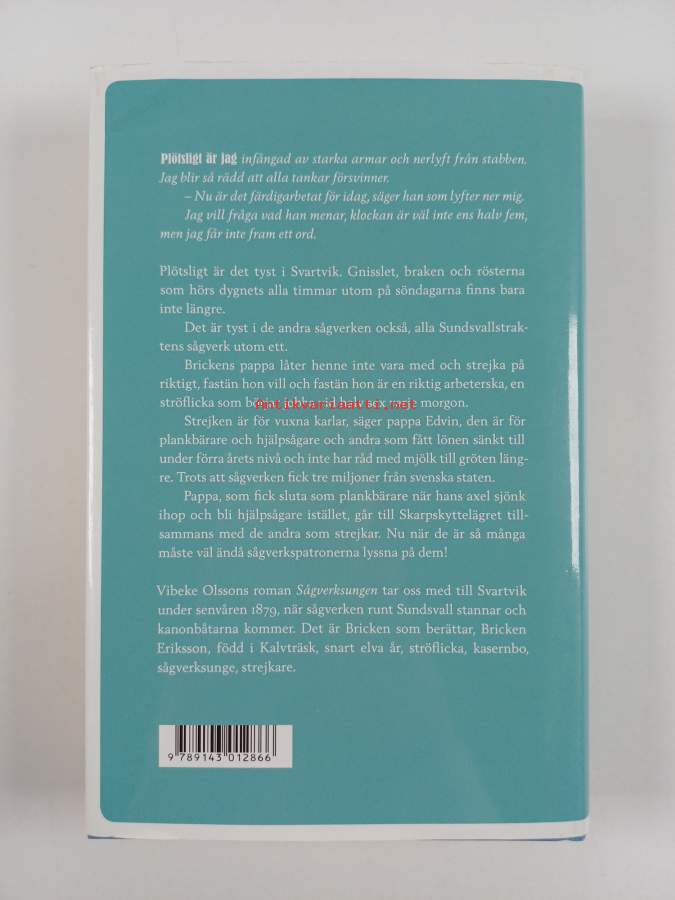 Plötsligt är jag infångad av starka armar och nerlyft från stabben.
Jag blir så rädd att alla tankar försvinner.
– Nu är det färdigarbetat för idag, säger han som lyfter ner mig.
Jag vill fråga vad han menar, klockan är väl inte ens halv fem,
men jag får inte fram ett ord.
Plötsligt är det tyst i Svartvik. Gnisslet, braken och rösterna
som hörs dygnets alla timmar utom på söndagarna finns bara
inte längre.
Det är tyst i de andra sågverken också, alla Sundsvallstrak-
tens sågverk utom ett.
Brickens pappa låter henne inte vara med och strejka på
riktigt, fastän hon vill och fastän hon är en riktig arbeterska, en
ströflicka som börjat jobba vid halv sex varje morgon.
Antikvariaavti.net
Strejken är för vuxna karlar, säger pappa Edvin, den är för
plankbärare och hjälpsågare och andra som fått lönen sänkt till
under förra årets nivå och inte har råd med mjölk till gröten läng-
re. Trots att sågverken fick tre miljoner från svenska staten.
Pappa, som fick sluta som plankbärare när hans axel sjönk
ihop och bli hjälpsågare istället, går till Skarpskyttelägret till-
sammans med de andra som strejkar. Nu när de är så många
måste väl ändå sågverkspatronerna lyssna på dem!
Vibeke Olssons roman Sågverksungen tar oss med till Svartvik
under senvåren 1879, när sågverken runt Sundsvall stannar och
kanonbåtarna kommer. Det är Bricken som berättar, Bricken
Eriksson, född i Kalvträsk, snart elva år, ströflicka, kasernbo,
sågverksunge, strejkare.
9 789143 012866